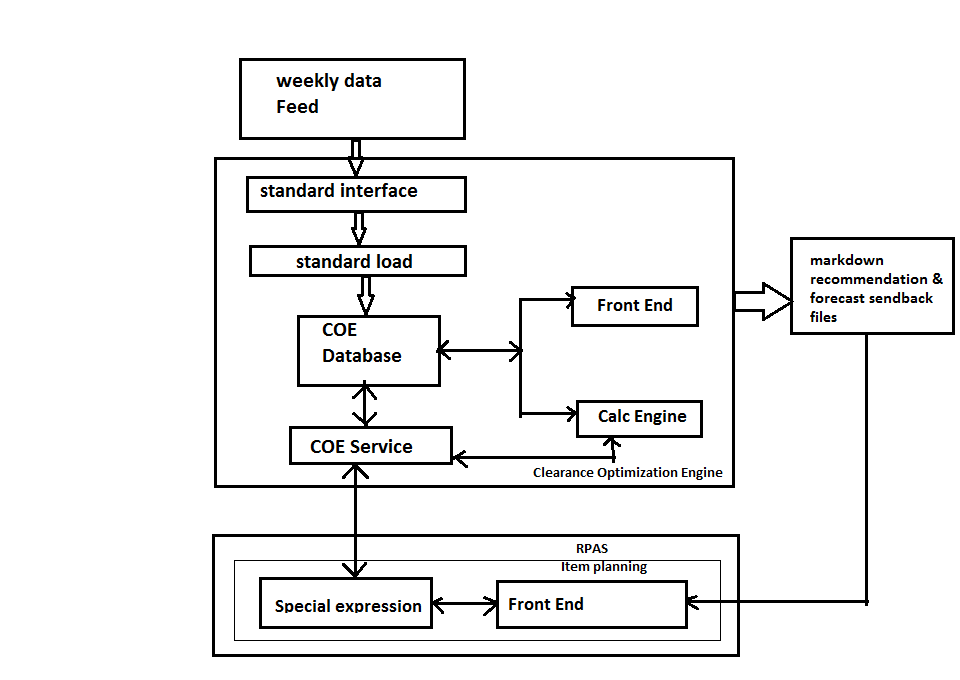 weekly data
Feed
standard interface
standard load
COE
Database
Front End
Calc Engine
COE Service
Clearance Optimization Engine
markdown
recommendation &
forecast sendback
files
RPAS
Item planning
Special expression
Front End